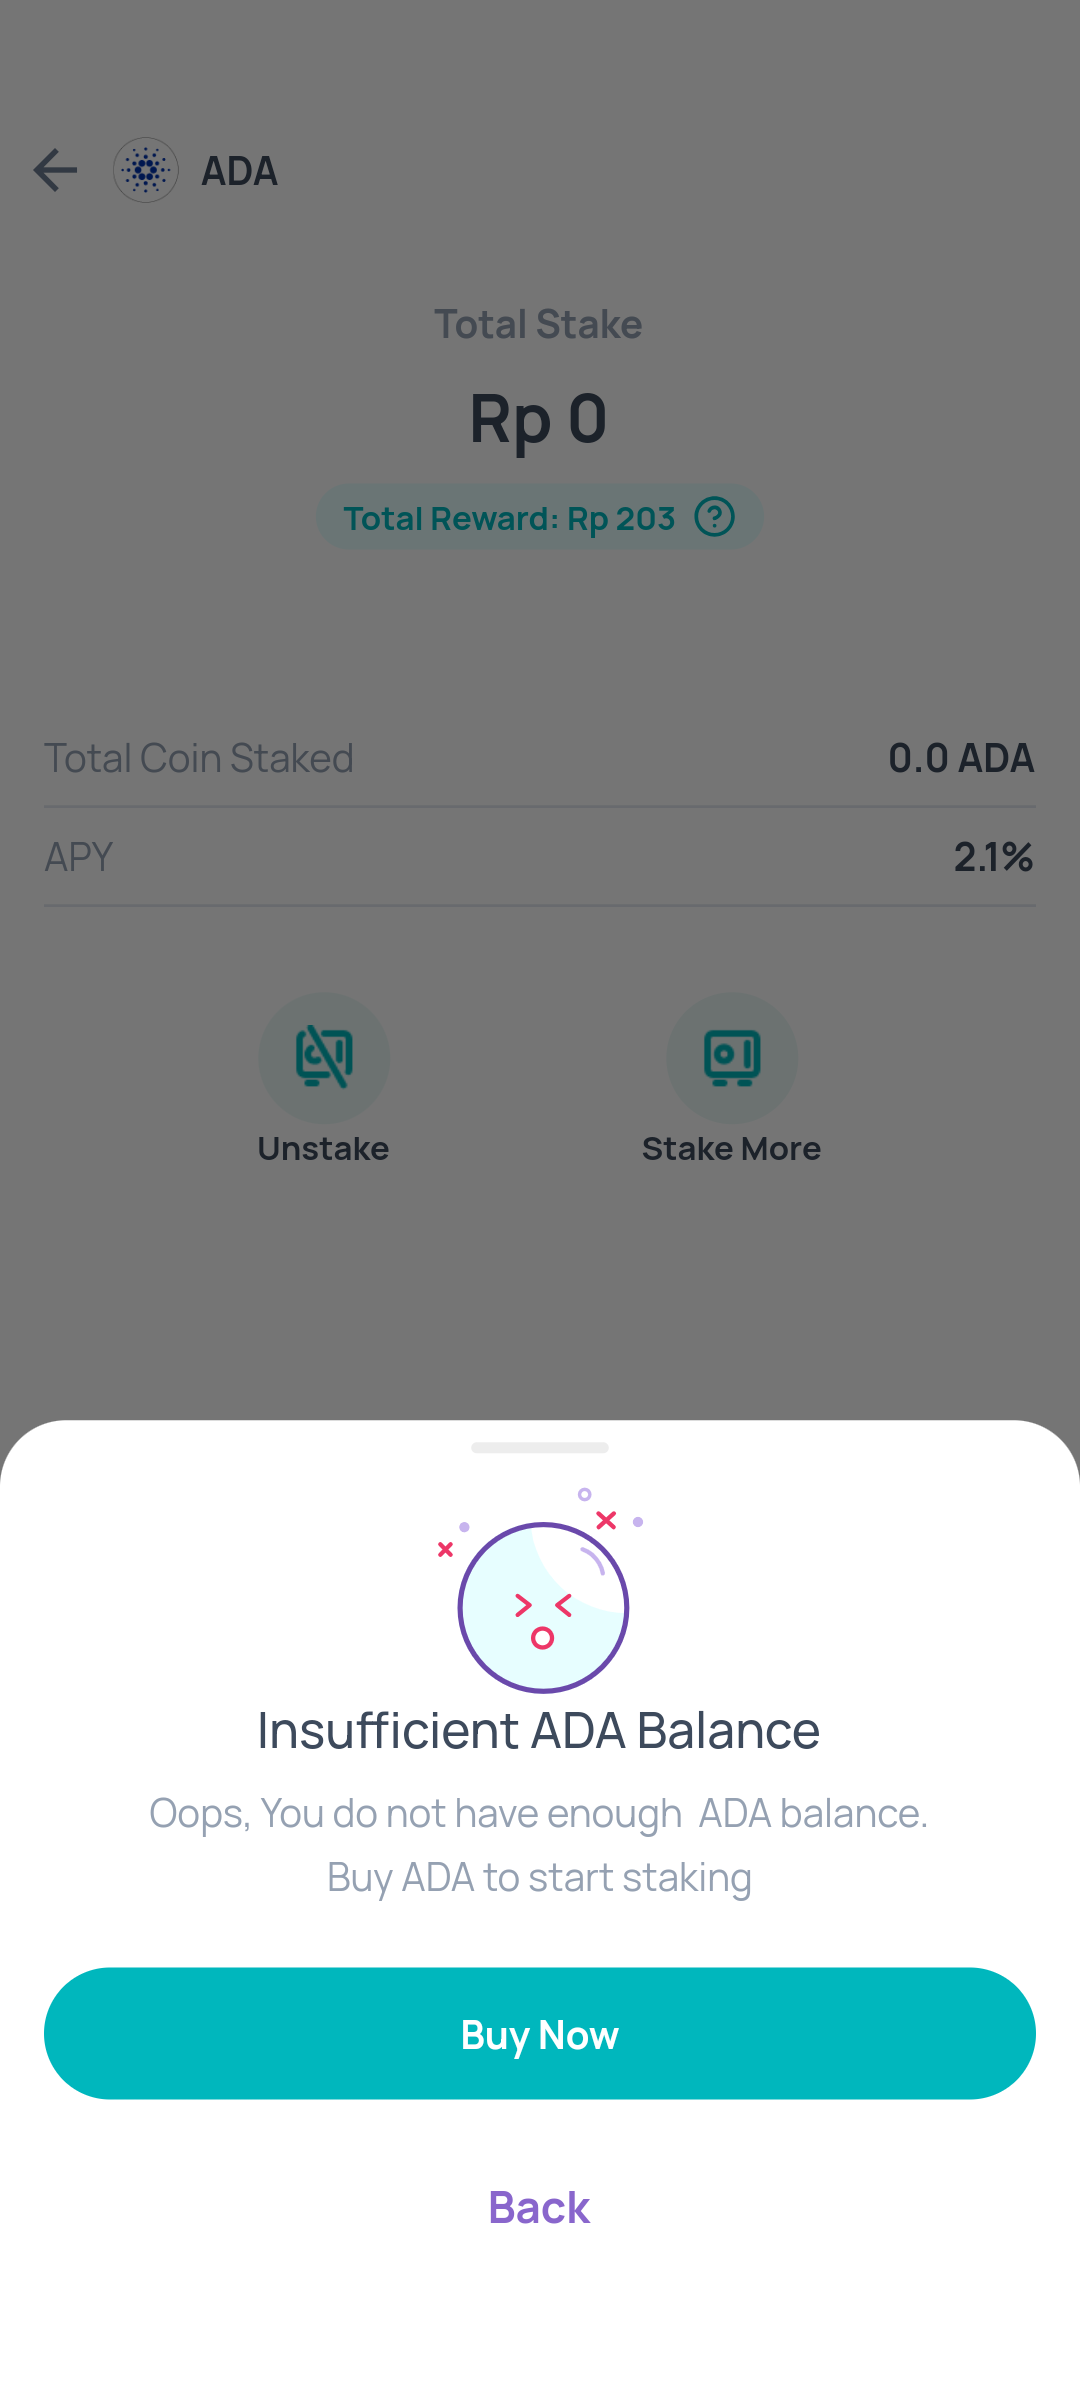 ADA
Total Stake
Rp 0
Total Reward: Rp 203
Total Coin Staked 0.0 ADA
APY 2.1%
Unstake Stake More
Insufficient ADA Balance
Oops, You do not have enough  ADA balance.
Buy ADA to start staking
Buy Now
Back